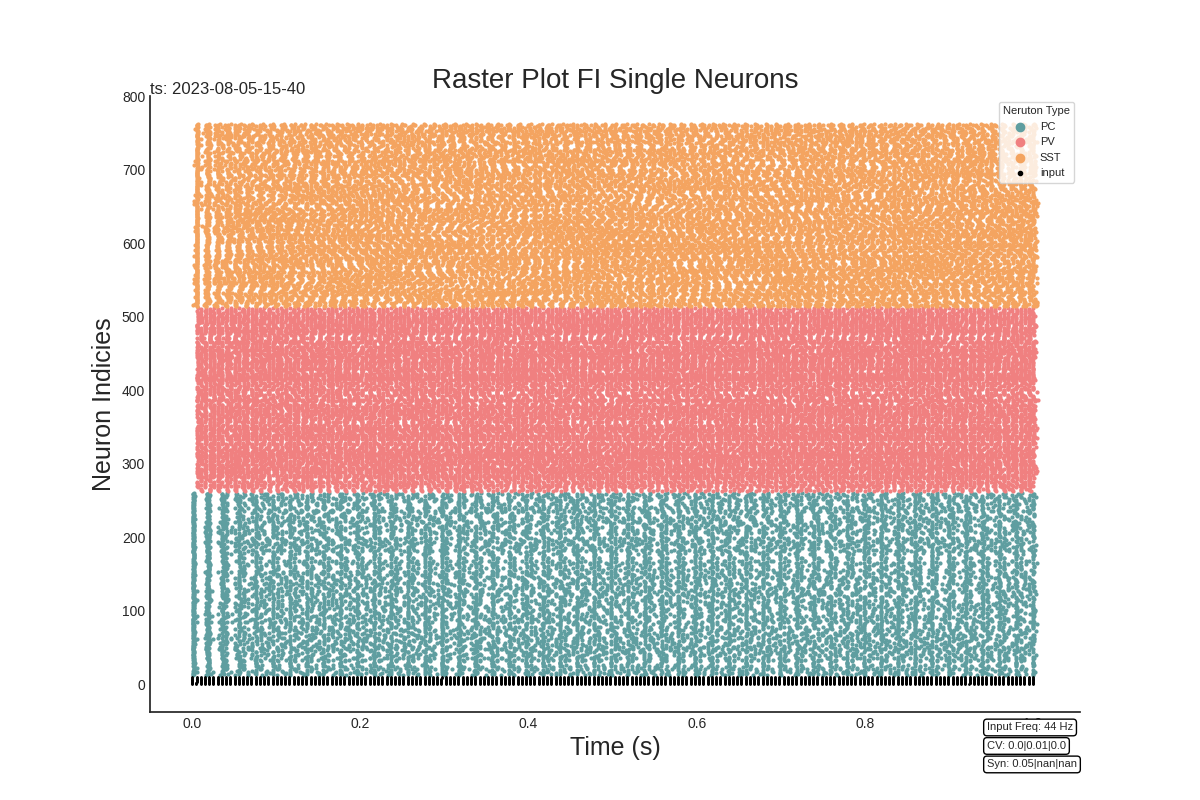 Raster Plot FI Single Neurons
ts: 2023-08-05-15-40
Neruton Type
PC
PV
SST
input
Neuron Indicies
800
700
600
500
400
300
200
100
0
0.0
0.2
0.4
0.6
0.8
Time (s)
Input Freq: 44 Hz
CV: 0.0|0.01|0.0
Syn: 0.05|nan|nan